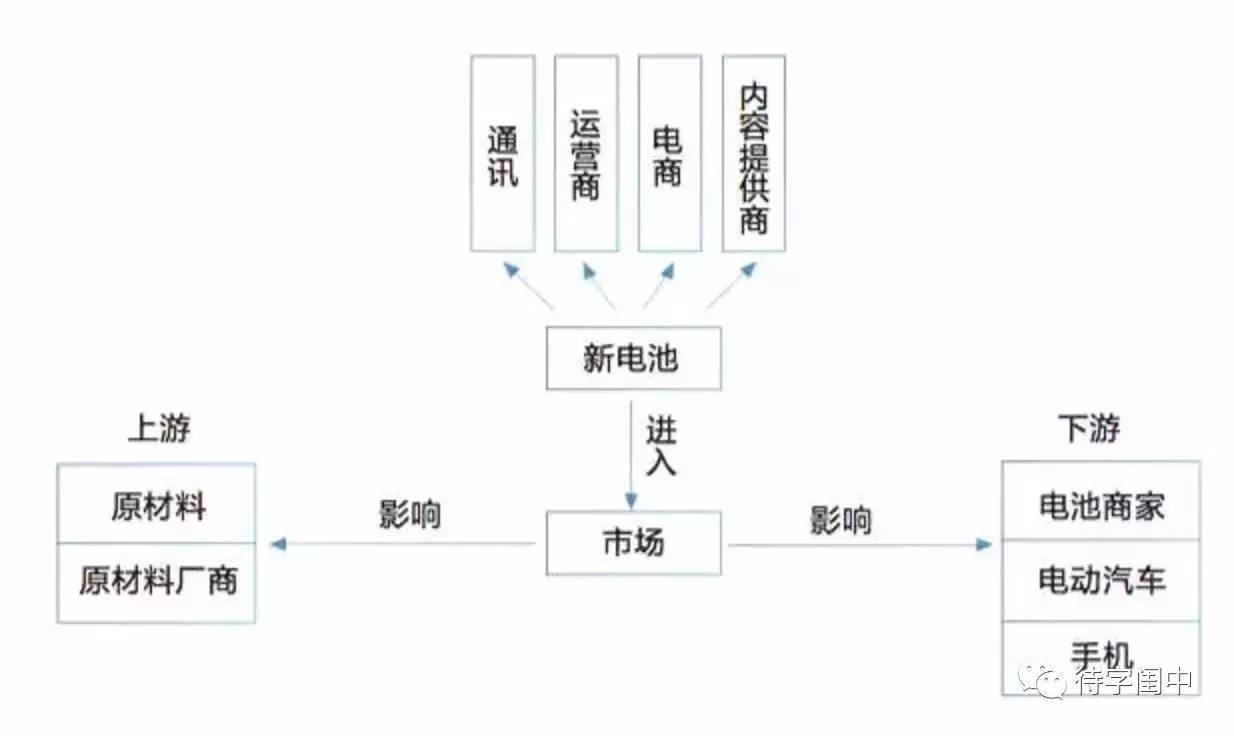 通讯
运营商
电商
内容提供商
新电池
进入
上游
下游
原材料
原材料厂商
影响
市场
影响
电池商家
电动汽车
手机
待字闺中